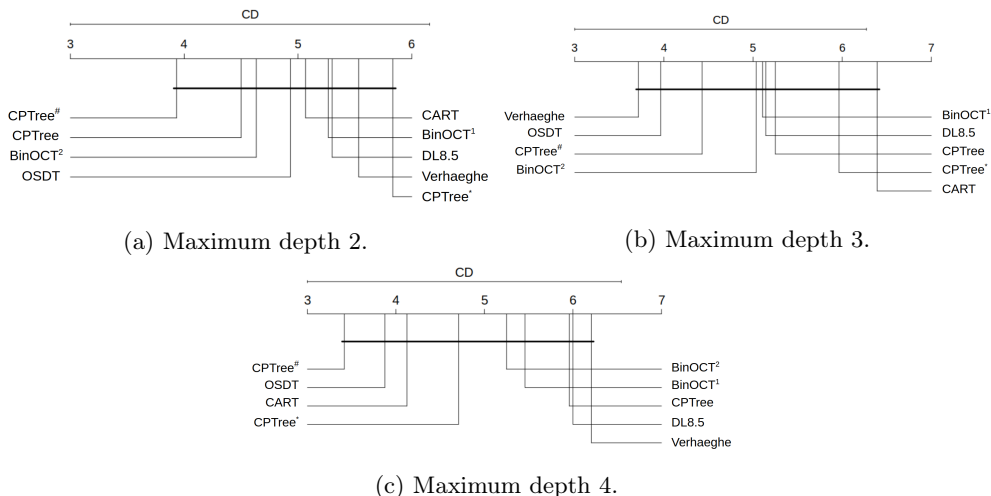 CD
3 4 5 6
CPTree#
CPTree
BinOCT2
OSDT
CART
BinOCT1
DL8.5
Verhaeghe
CPTree*
(a) Maximum depth 2.
CD
3 4 5 6 7
Verhaeghe
OSDT
CPTree#
BinOCT2
BinOCT1
DL8.5
CPTree
CPTree*
CART
(b) Maximum depth 3.
CD
3 4 5 6 7
CPTree#
OSDT
CART
CPTree*
BinOCT2
BinOCT1
CPTree
DL8.5
Verhaeghe
(c) Maximum depth 4.